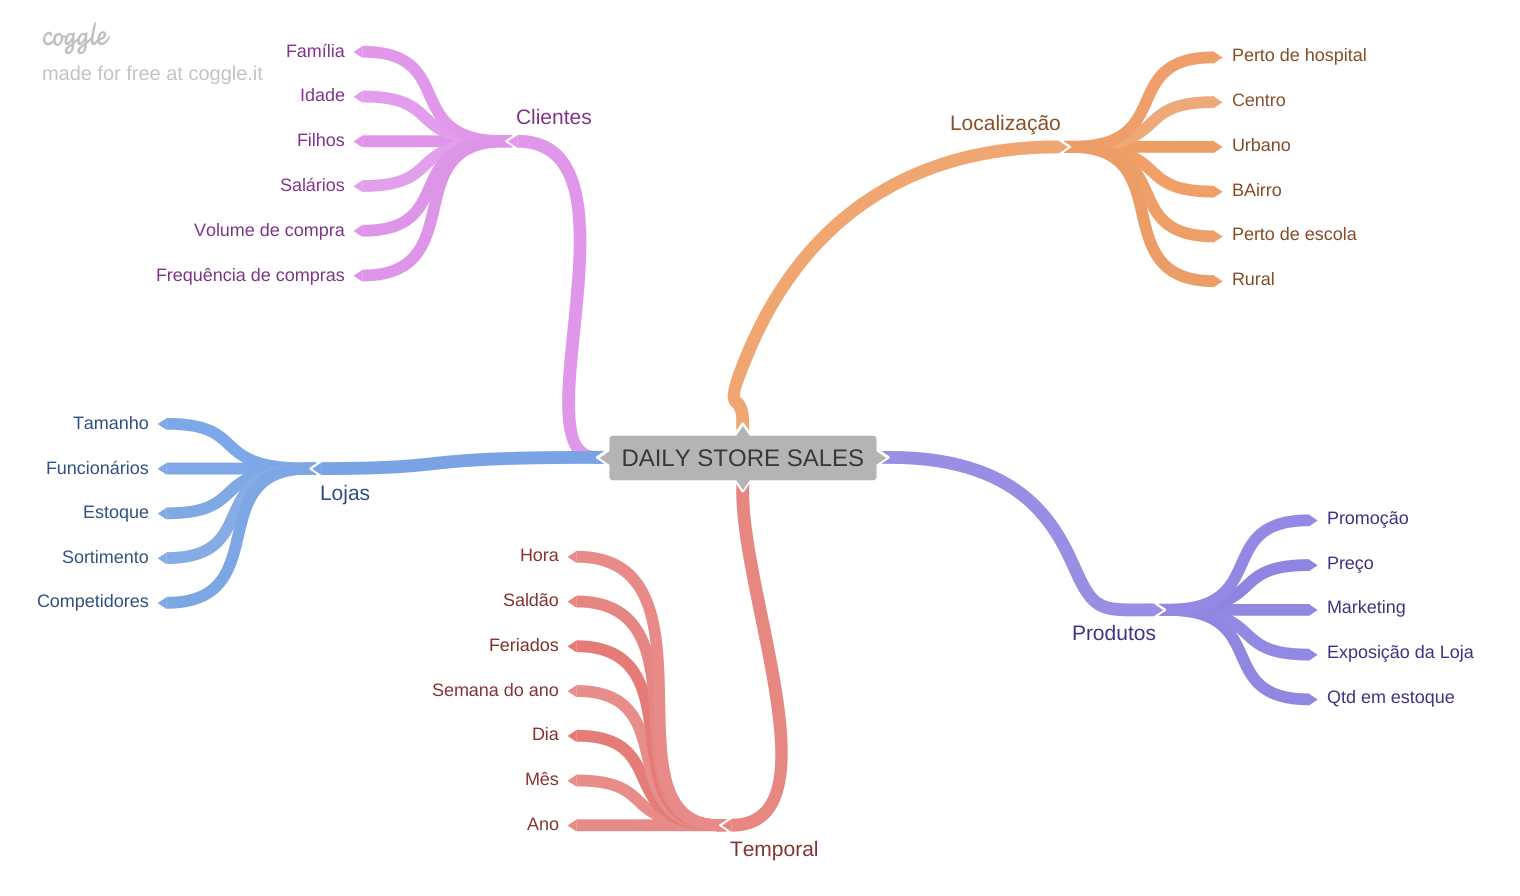 coggle
made for free at coggle.it
Clientes
Família
Idade
Filhos
Salários
Volume de compra
Frequência de compras
Localização
Perto de hospital
Centro
Urbano
BAirro
Perto de escola
Rural
DAILY STORE SALES
Lojas
Tamanho
Funcionários
Estoque
Sortimento
Competidores
Temporal
Hora
Saldão
Feriados
Semana do ano
Dia
Mês
Ano
Produtos
Promoção
Preço
Marketing
Exposição da Loja
Qtd em estoque